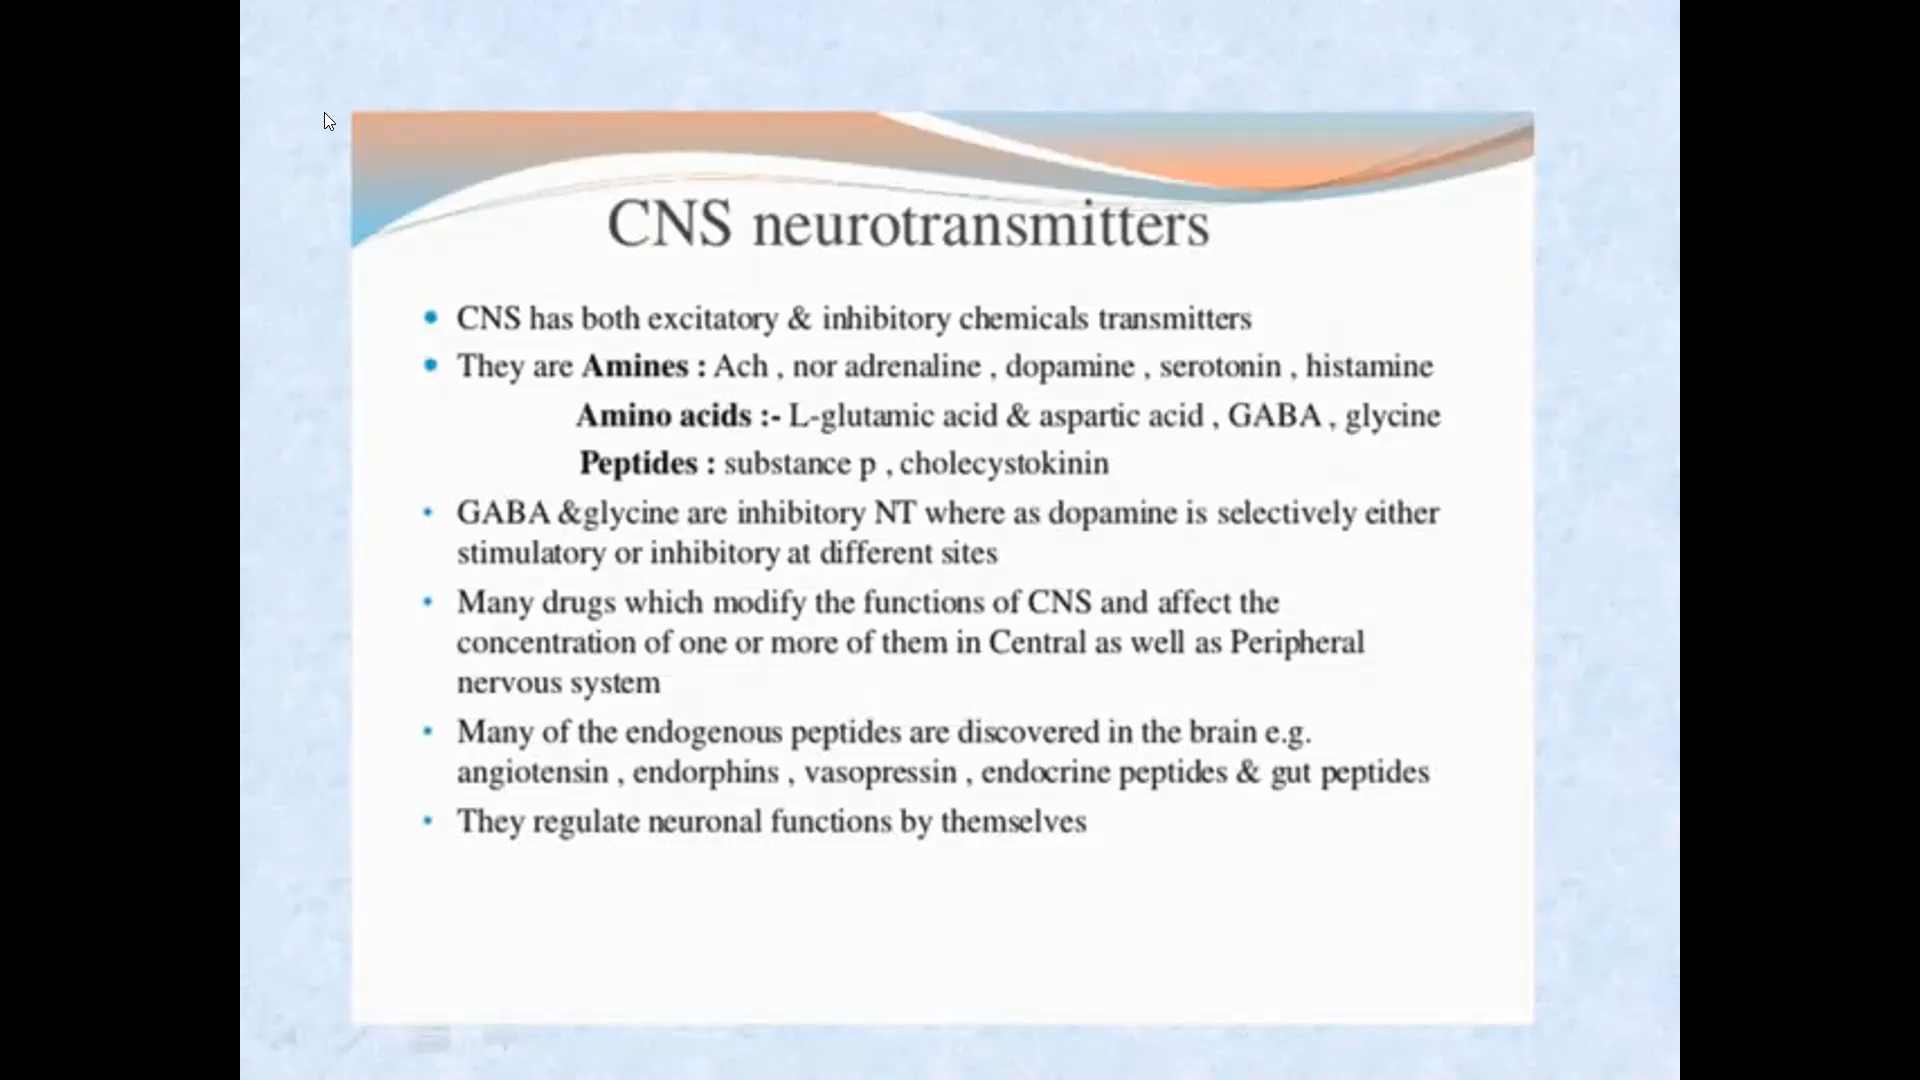 CNS neurotransmitters
• CNS has both excitatory & inhibitory chemicals transmitters
• They are Amines : Ach , nor adrenaline , dopamine , serotonin , histamine
Amino acids :- L-glutamic acid & aspartic acid , GABA , glycine
Peptides : substance p , cholecystokinin
• GABA &glycine are inhibitory NT where as dopamine is selectively either
stimulatory or inhibitory at different sites
• Many drugs which modify the functions of CNS and affect the
concentration of one or more of them in Central as well as Peripheral
nervous system
• Many of the endogenous peptides are discovered in the brain e.g.
angiotensin , endorphins , vasopressin , endocrine peptides & gut peptides
• They regulate neuronal functions by themselves